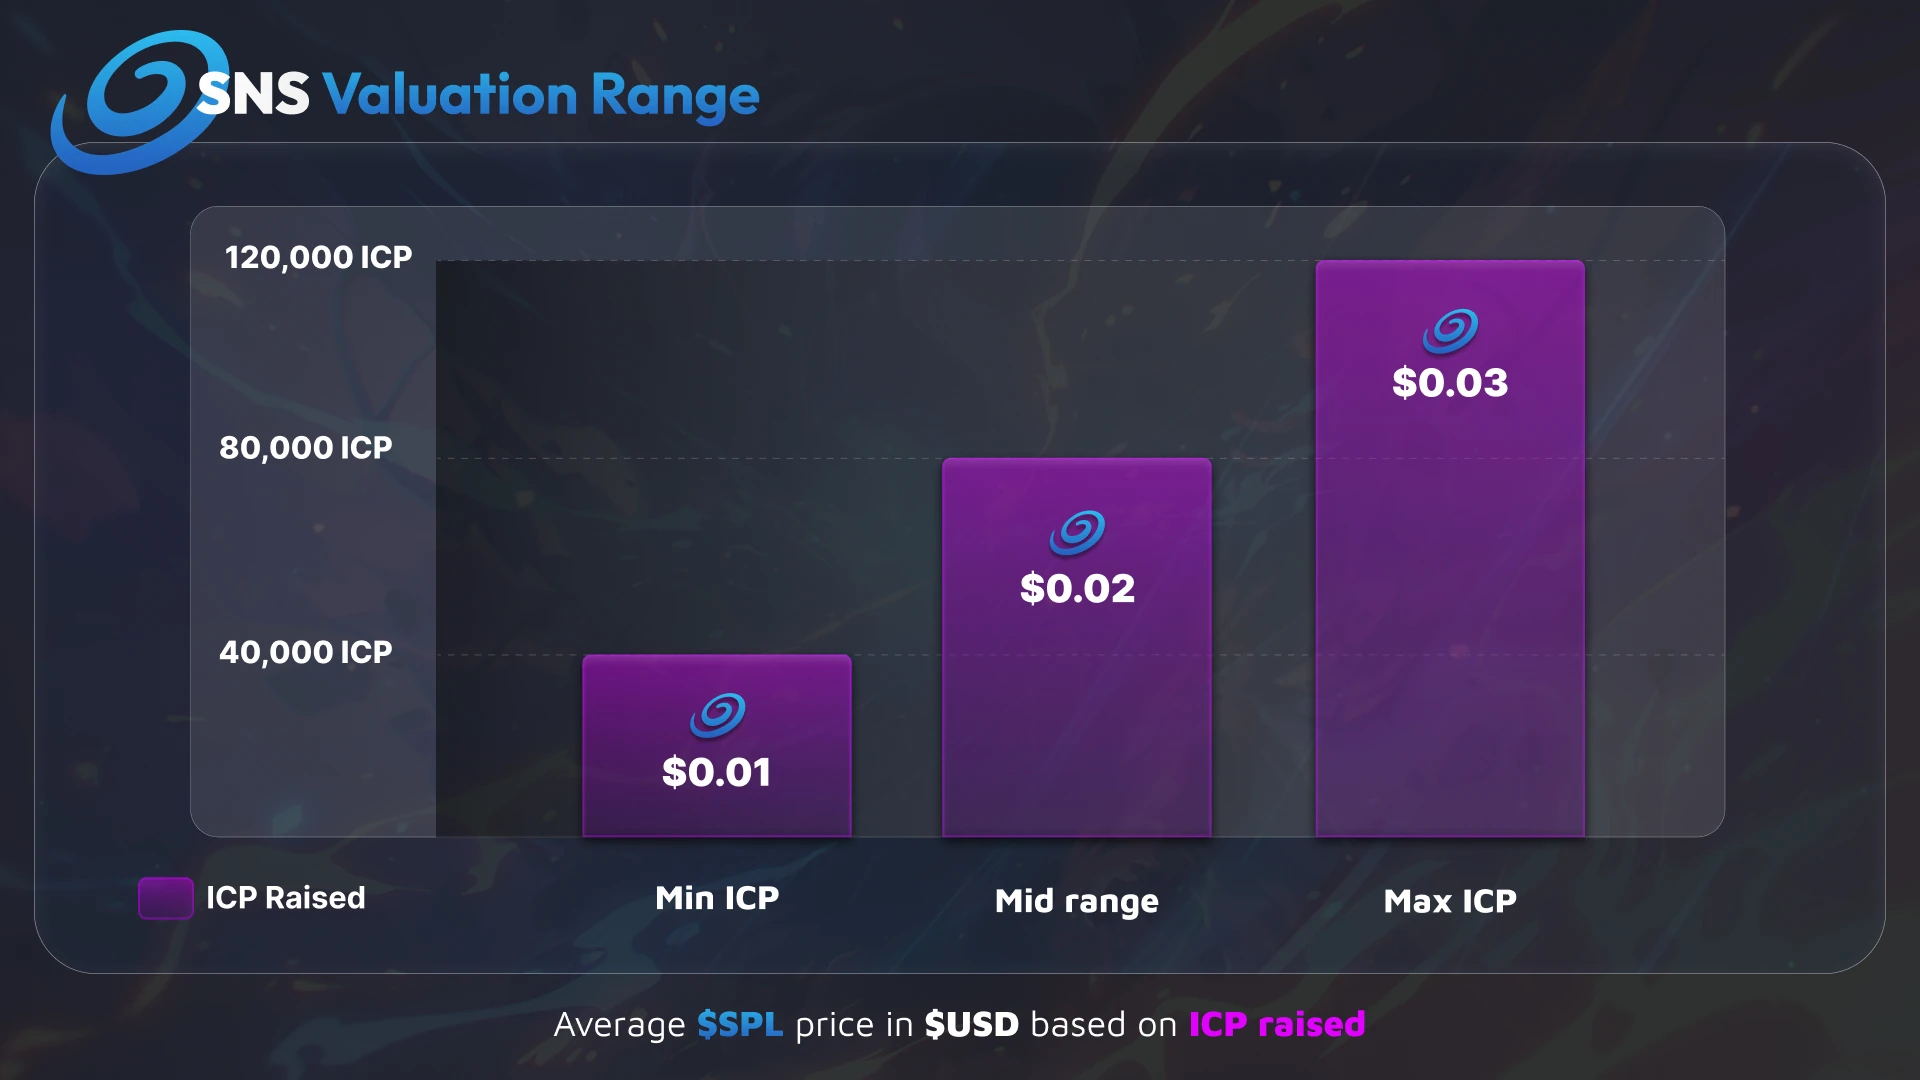 SNS Valuation Range
120,000 ICP
$0.03
80,000 ICP
$0.02
40,000 ICP
$0.01
ICP Raised
Min ICP
Mid range
Max ICP
Average $SPL price in $USD based on ICP raised